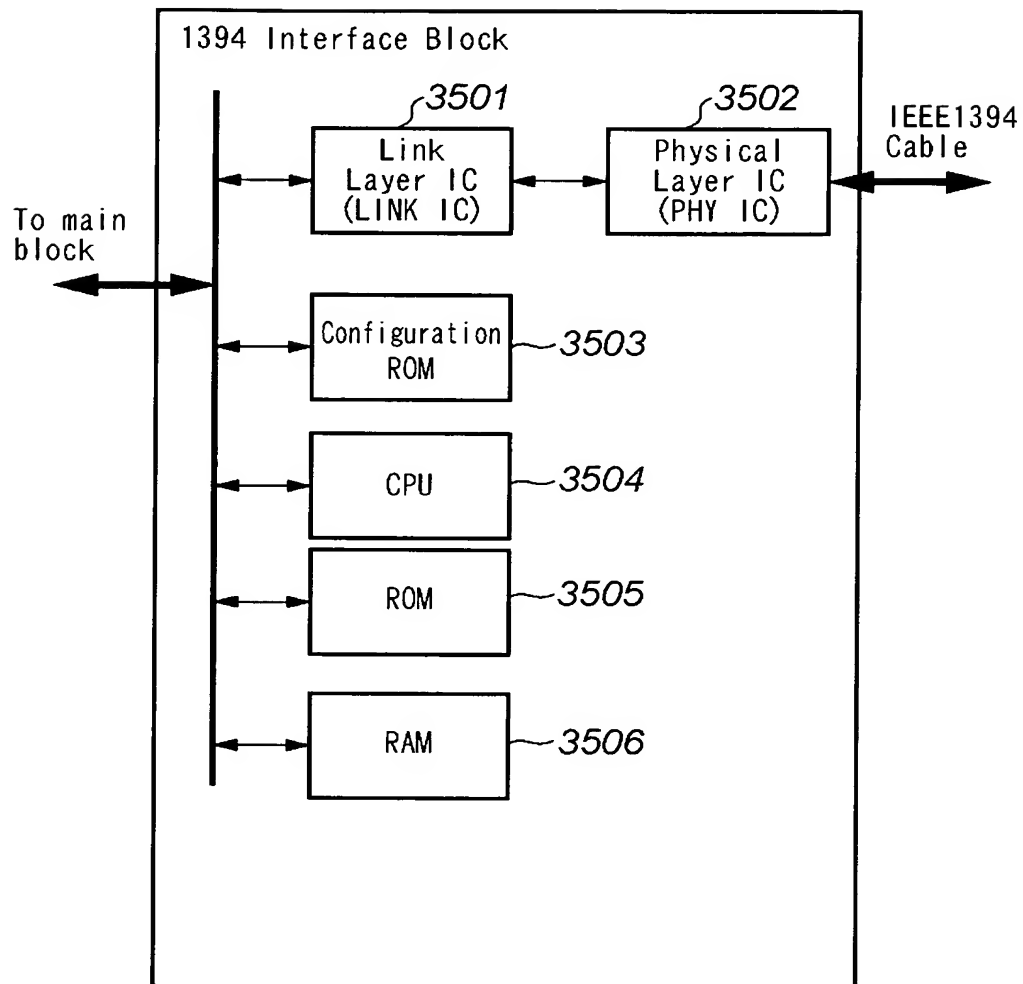 1394 Interface Block
3501
3502
IEEE1394
Cable
Link
Layer IC
(LINK IC)
Physical
Layer IC
(PHY IC)
To main
block
Configuration
ROM
3503
CPU
3504
ROM
3505
RAM
3506